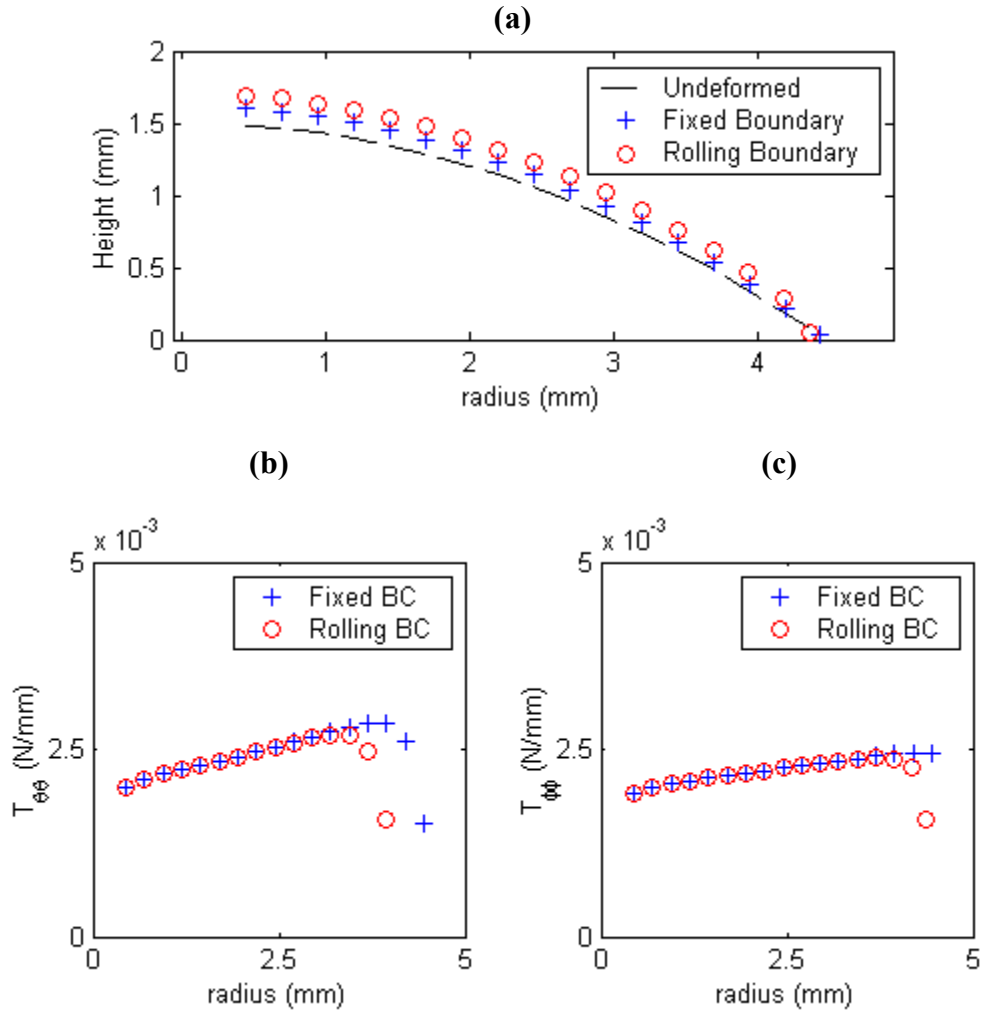 (a)
2
1.5
1
0.5
0
Height (mm)
Undeformed
Fixed Boundary
Rolling Boundary
0 1 2 3 4
radius (mm)
(b)
x 10^-3
5
2.5
0
T_θθ (N/mm)
Fixed BC
Rolling BC
0 2.5 5
radius (mm)
(c)
x 10^-3
5
2.5
0
T_ϕϕ (N/mm)
Fixed BC
Rolling BC
0 2.5 5
radius (mm)